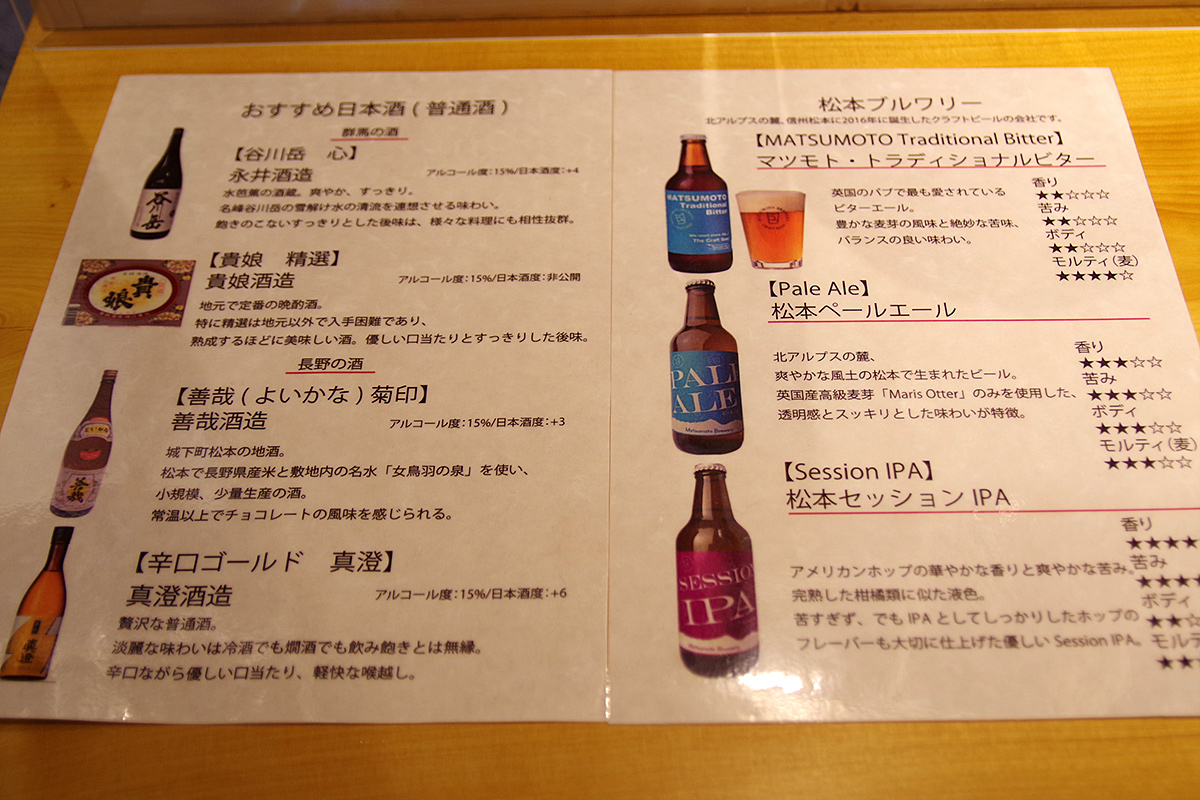 おすすめ日本酒(普通酒)
群馬の酒
【谷川岳　心】
永井酒造
アルコール度：15%/日本酒度：+4
水芭蕉の酒蔵。爽やか、すっきり。
名峰谷川岳の雪解け水の清流を連想させる味わい。
飽きのこないすっきりとした後味は、様々な料理にも相性抜群。
谷川岳
【貴娘　精選】
貴娘酒造
アルコール度：15%/日本酒度：非公開
地元で定番の晩酌酒。
特に精選は地元以外で入手困難であり、
熟成するほどに美味しい酒。優しい口当たりとすっきりした後味。
貴娘
長野の酒
【善哉(よいかな)菊印】
善哉酒造
アルコール度：15%/日本酒度：+3
城下町松本の地酒。
松本で長野県産米と敷地内の名水「女鳥羽の泉」を使い、
小規模、少量生産の酒。
常温以上でチョコレートの風味を感じられる。
善哉
【辛口ゴールド　真澄】
真澄酒造
アルコール度：15%/日本酒度：+6
贅沢な普通酒。
淡麗な味わいは冷酒でも燗酒でも飲み飽きとは無縁。
辛口ながら優しい口当たり、軽快な喉越し。
眞澄
松本ブルワリー
北アルプスの麓、信州松本に2016年に誕生したクラフトビールの会社です。
【MATSUMOTO Traditional Bitter】
マツモト・トラディショナルビター
MATSUMOTO
Traditional
Bitter
The Craft Beer
英国のパブで最も愛されている
ビターエール。
豊かな麦芽の風味と絶妙な苦味、
バランスの良い味わい。
香り
★★☆☆☆
苦み
★★☆☆☆
ボディ
★★☆☆☆
モルティ(麦)
★★★★☆
【Pale Ale】
松本ペールエール
PALE
ALE
Matsumoto Brewery
北アルプスの麓、
爽やかな風土の松本で生まれたビール。
英国産高級麦芽「Maris Otter」のみを使用した、
透明感とスッキリとした味わいが特徴。
香り
★★★☆☆
苦み
★★★☆☆
ボディ
★★★☆☆
モルティ(麦)
★★★☆☆
【Session IPA】
松本セッション IPA
SESSION
IPA
Matsumoto Brewery
アメリカンホップの華やかな香りと爽やかな苦み。
完熟した柑橘類に似た液色。
苦すぎず、でも IPA としてしっかりしたホップの
フレーバーも大切に仕上げた優しい Session IPA。
香り
★★★★
苦み
★★★★
ボディ
★★☆
モルテ
★★